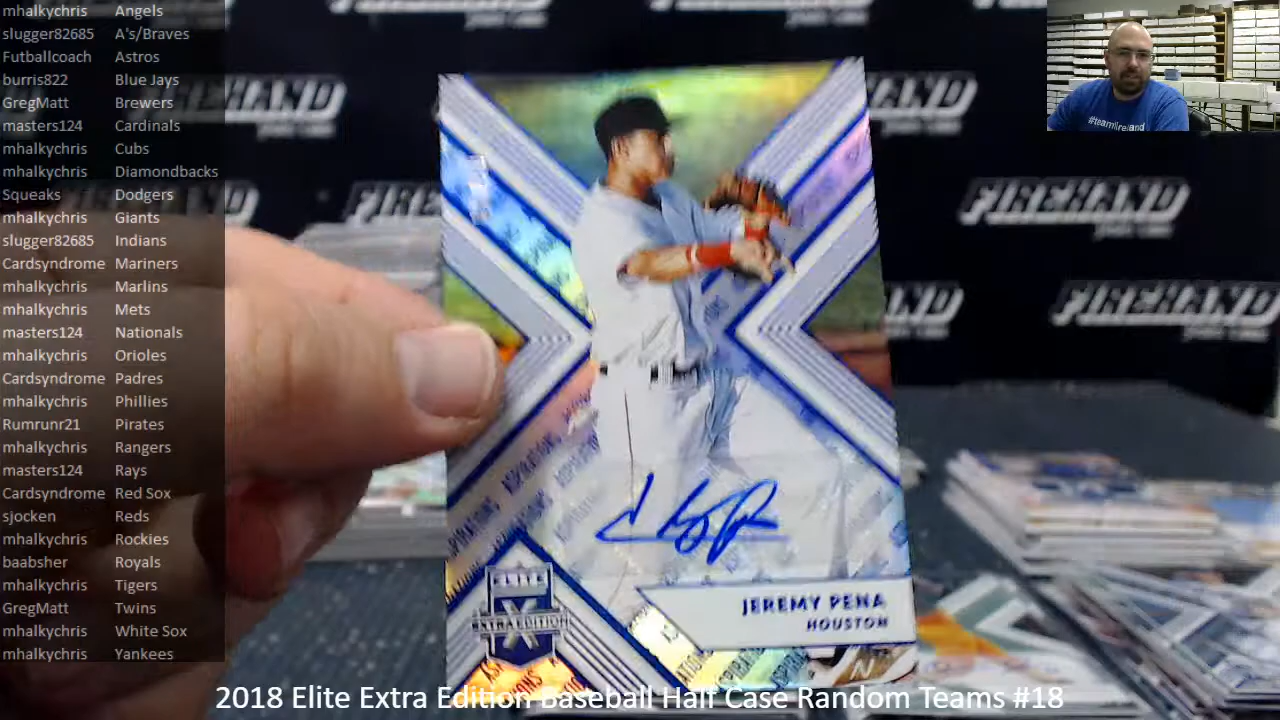 mhalkychris Angels
slugger82685 A's/Braves
Futballcoach Astros
burris822 Blue Jays
GregMatt Brewers
masters124 Cardinals
mhalkychris Cubs
mhalkychris Diamondbacks
Squeaks Dodgers
mhalkychris Giants
slugger82685 Indians
Cardsyndrome Mariners
mhalkychris Marlins
mhalkychris Mets
masters124 Nationals
mhalkychris Orioles
Cardsyndrome Padres
mhalkychris Phillies
Rumrunr21 Pirates
mhalkychris Rangers
masters124 Rays
Cardsyndrome Red Sox
sjocken Reds
mhalkychris Rockies
baabsher Royals
mhalkychris Tigers
GregMatt Twins
mhalkychris White Sox
mhalkychris Yankees
#teamireland
FIREHAND
FIREHAND
FIREHAND
ASPIRATIONS
ELITE
X
EXTRA EDITION
JEREMY PENA
HOUSTON
2018 Elite Extra Edition Baseball Half Case Random Teams #18